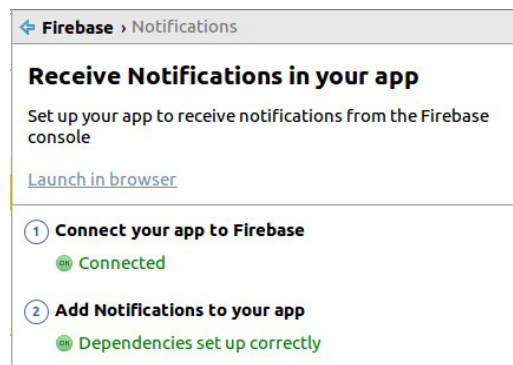 Firebase › Notifications
Receive Notifications in your app
Set up your app to receive notifications from the Firebase
console
Launch in browser
1 Connect your app to Firebase
OK Connected
2 Add Notifications to your app
OK Dependencies set up correctly